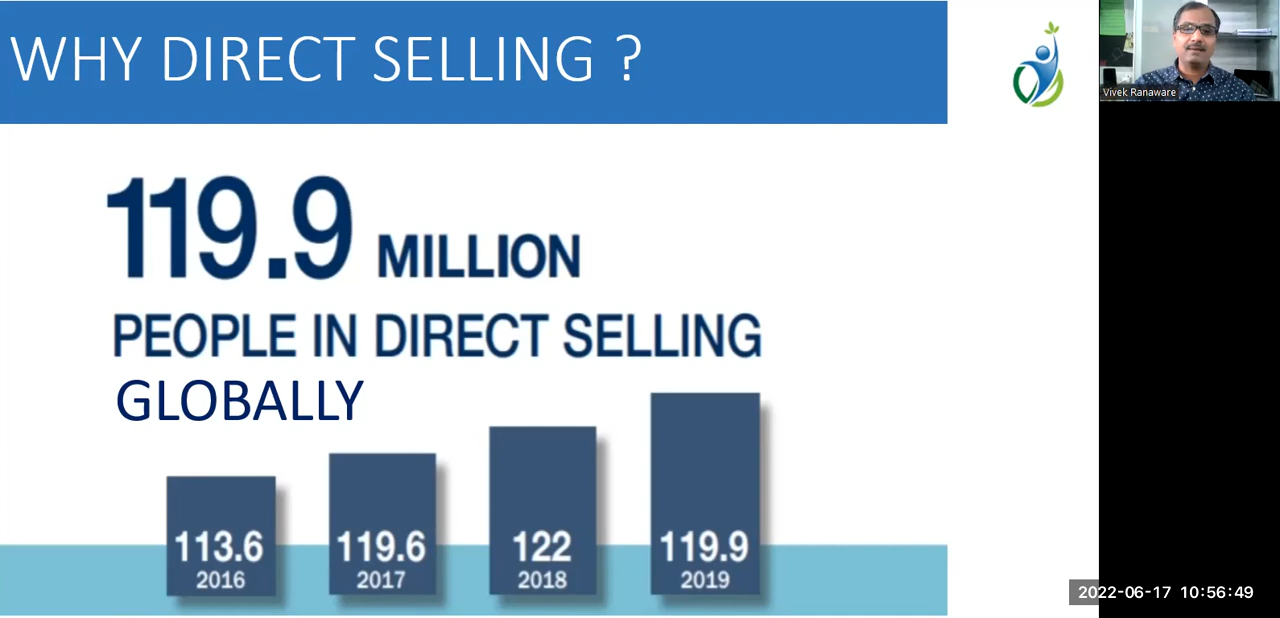 WHY DIRECT SELLING ?
Vivek Ranaware
119.9 MILLION
PEOPLE IN DIRECT SELLING
GLOBALLY
113.6 119.6 122 119.9
2016 2017 2018 2019
2022-06-17 10:56:49